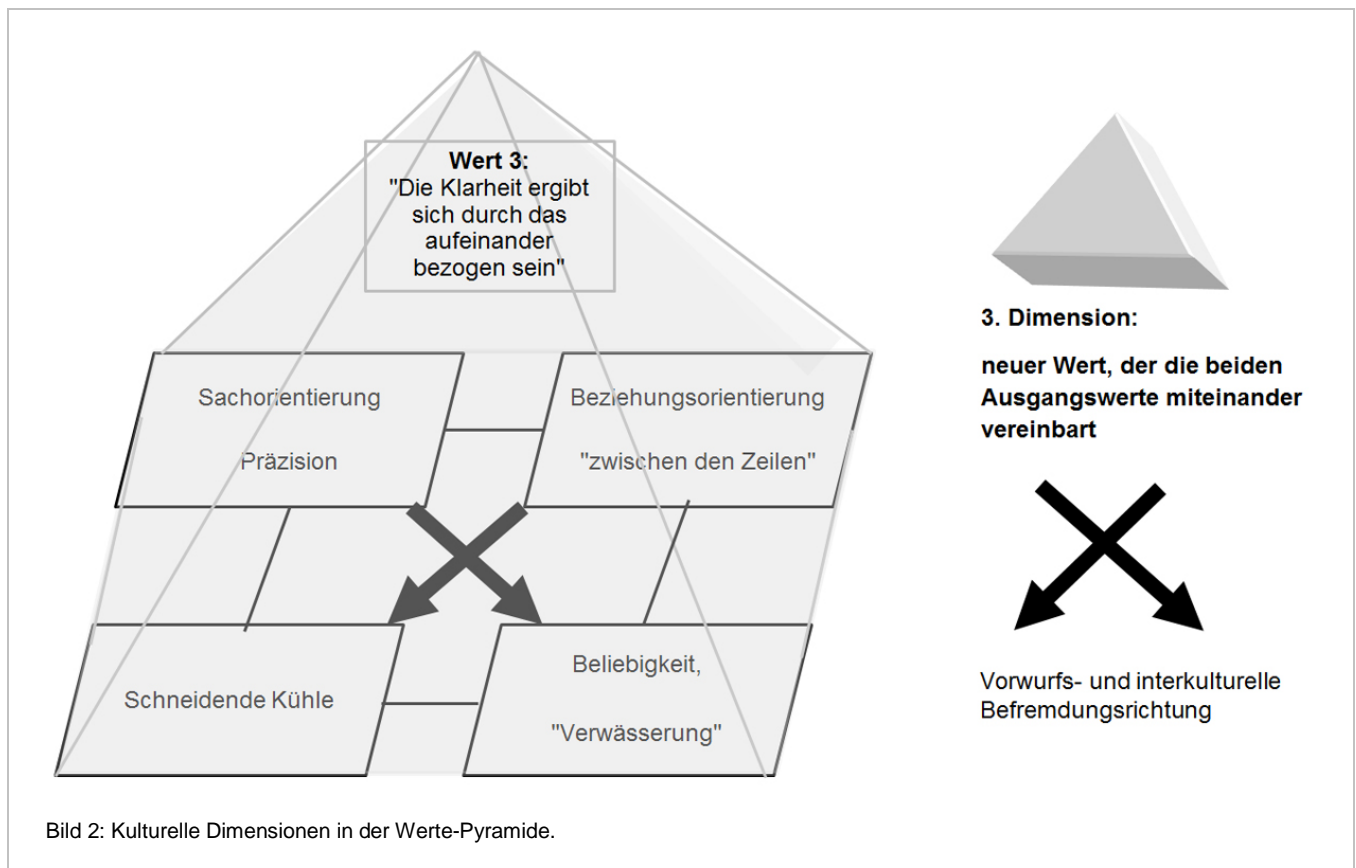 Wert 3:
"Die Klarheit ergibt
sich durch das
aufeinander
bezogen sein"
Sachorientierung
Präzision
Beziehungsorientierung
"zwischen den Zeilen"
Schneidende Kühle
Beliebigkeit,
"Verwässerung"
3. Dimension:
neuer Wert, der die beiden
Ausgangswerte miteinander
vereinbart
Vorwurfs- und interkulturelle
Befremdungsrichtung
Bild 2: Kulturelle Dimensionen in der Werte-Pyramide.